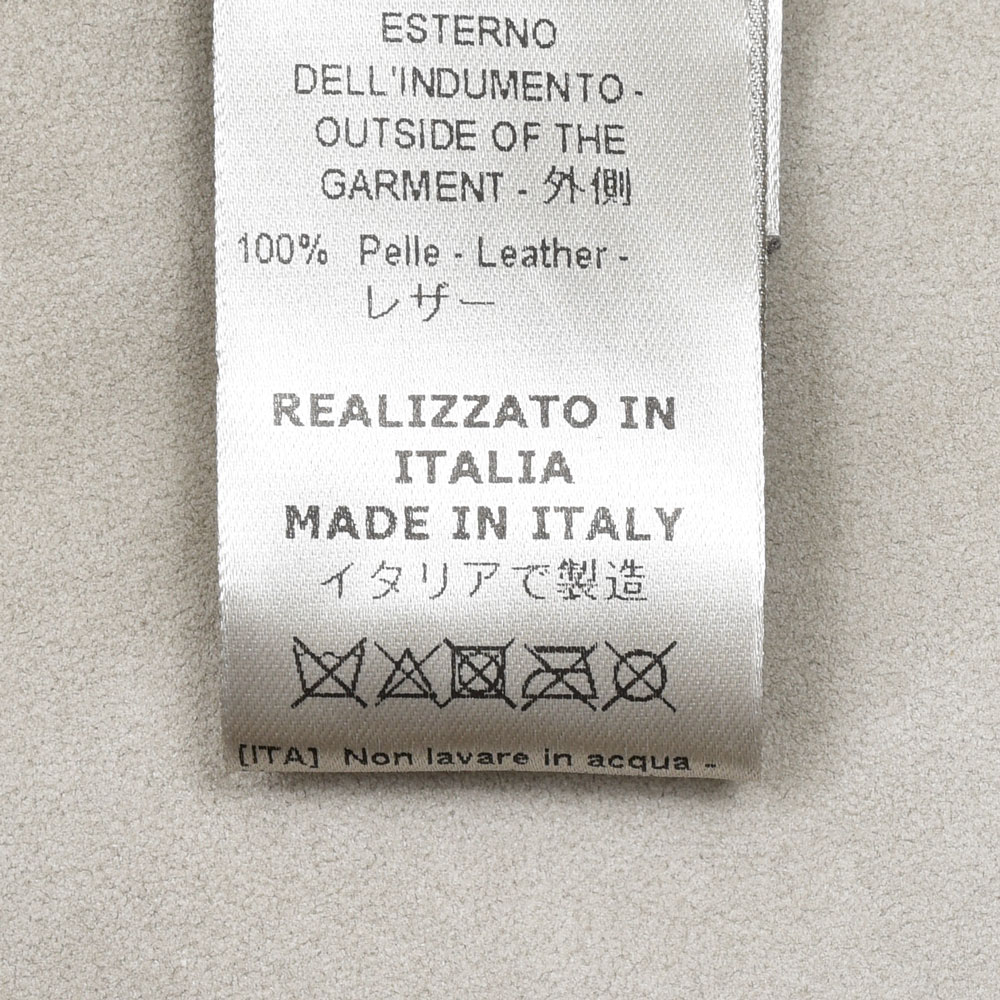 ESTERNO
DELL'INDUMENTO -
OUTSIDE OF THE
GARMENT - 外側
100% Pelle - Leather -
レザー
REALIZZATO IN
ITALIA
MADE IN ITALY
イタリアで製造
[ITA] Non lavare in acqua -